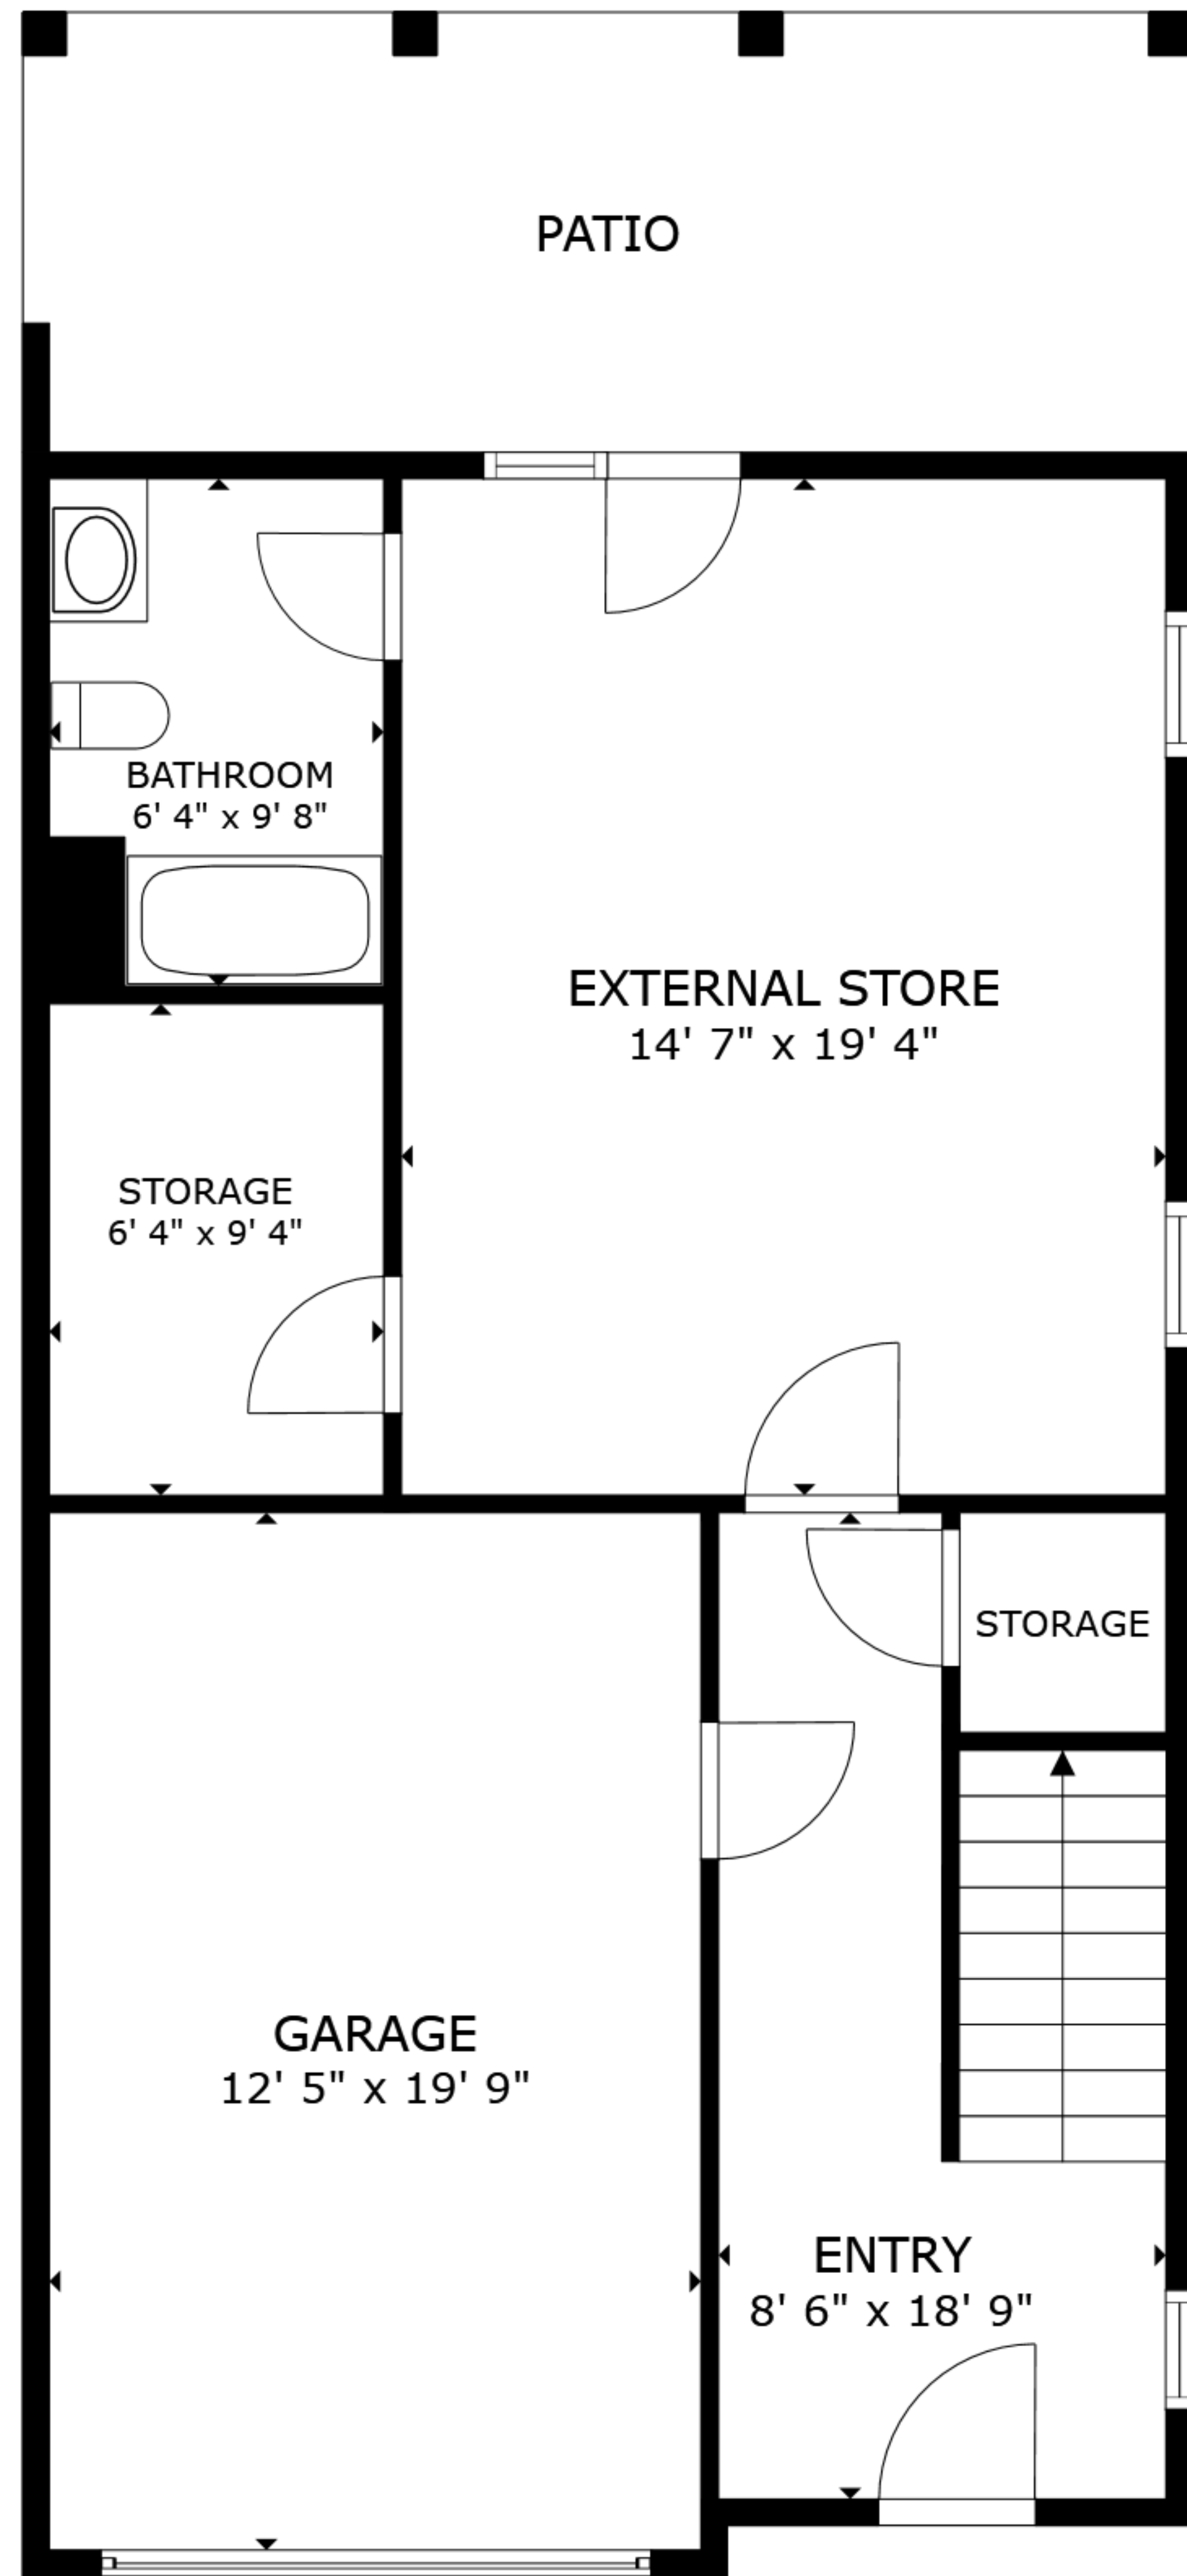 PATIO
BATHROOM
6' 4" x 9' 8"
EXTERNAL STORE
14' 7" x 19' 4"
STORAGE
6' 4" x 9' 4"
STORAGE
GARAGE
12' 5" x 19' 9"
ENTRY
8' 6" x 18' 9"